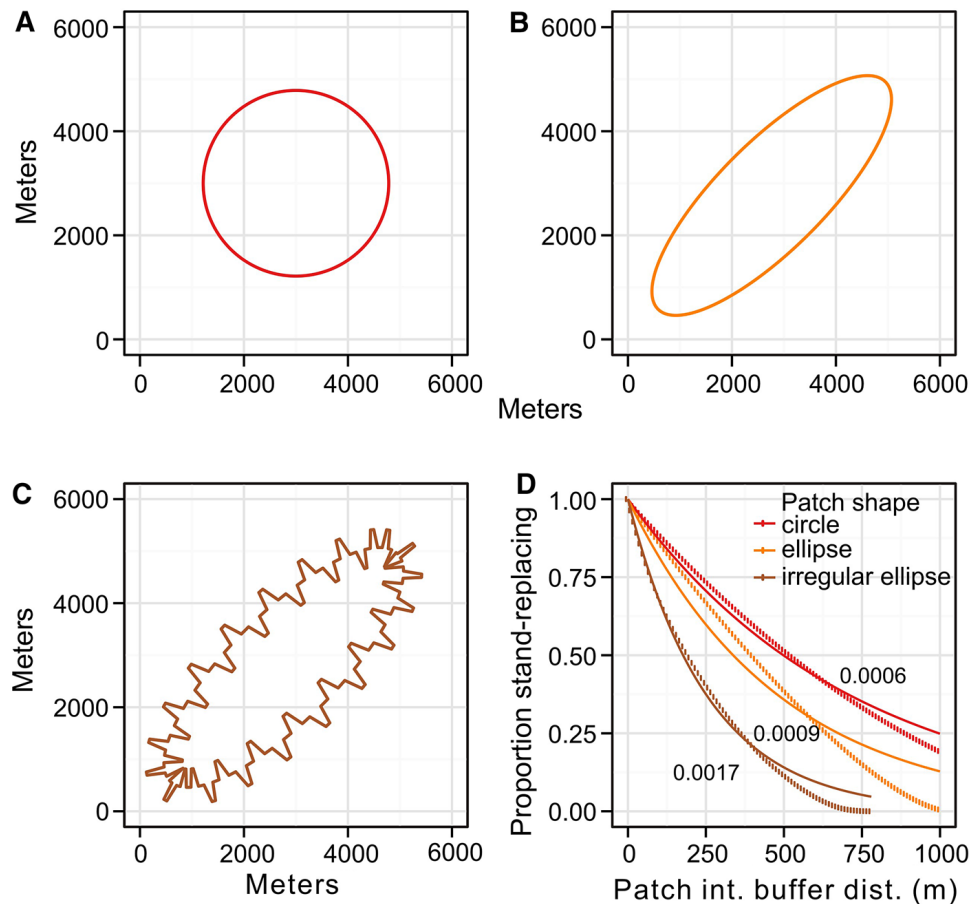 A
6000
4000
2000
0
Meters
0 2000 4000 6000
B
6000
4000
2000
0
0 2000 4000 6000
Meters
C
6000
4000
2000
0
Meters
0 2000 4000 6000
Meters
D
1.00
0.75
0.50
0.25
0.00
Proportion stand-replacing
Patch shape
circle
ellipse
irregular ellipse
0.0006
0.0009
0.0017
0 250 500 750 1000
Patch int. buffer dist. (m)